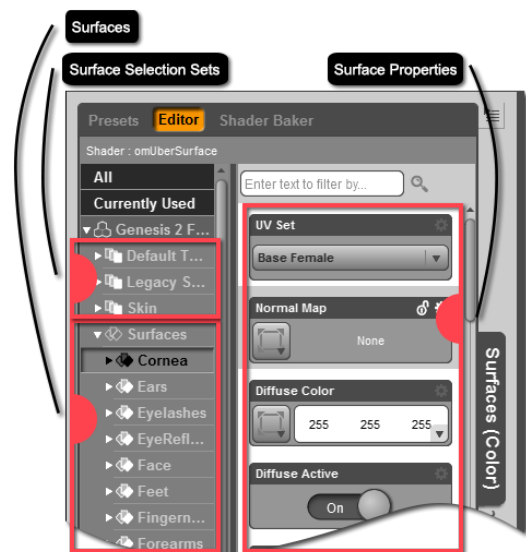 Surfaces
Surface Selection Sets
Surface Properties
Presets Editor Shader Baker
Shader : omUberSurface
All
Currently Used
Genesis 2 F...
Default T...
Legacy S...
Skin
Surfaces
Cornea
Ears
Eyelashes
EyeRefl...
Face
Feet
Fingern...
Forearms
Enter text to filter by...
UV Set
Base Female
Normal Map
None
Diffuse Color
255 255 255
Diffuse Active
On
Surfaces (Color)